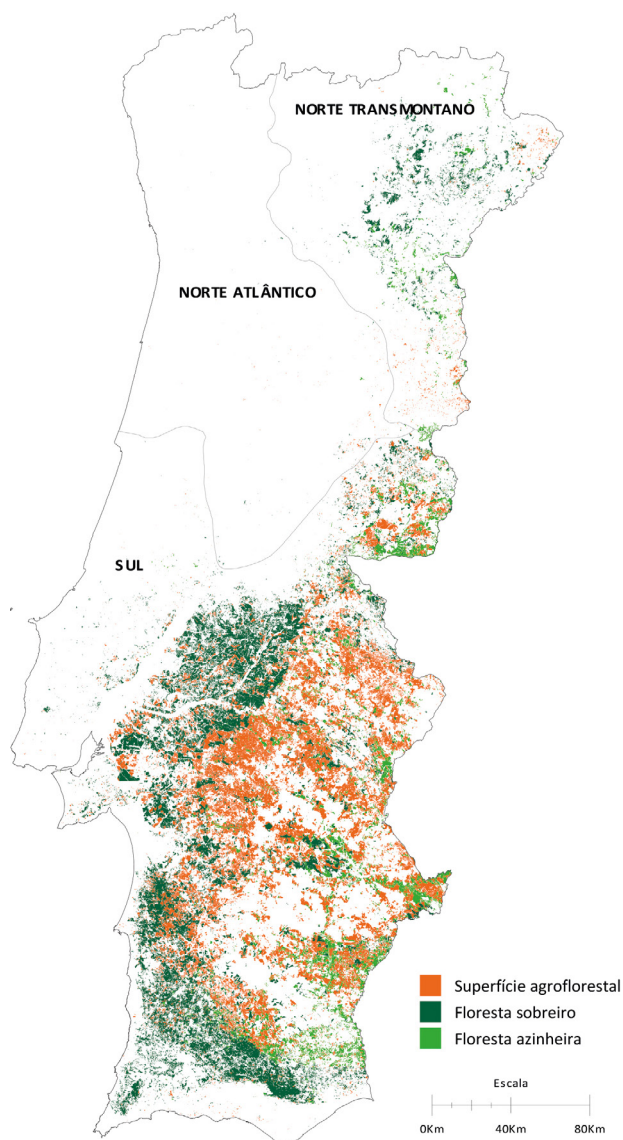 NORTE TRANSMONTANO
NORTE ATLÂNTICO
SUL
Superfície agroflorestal
Floresta sobreiro
Floresta azinheira
Escala
0Km 40Km 80Km